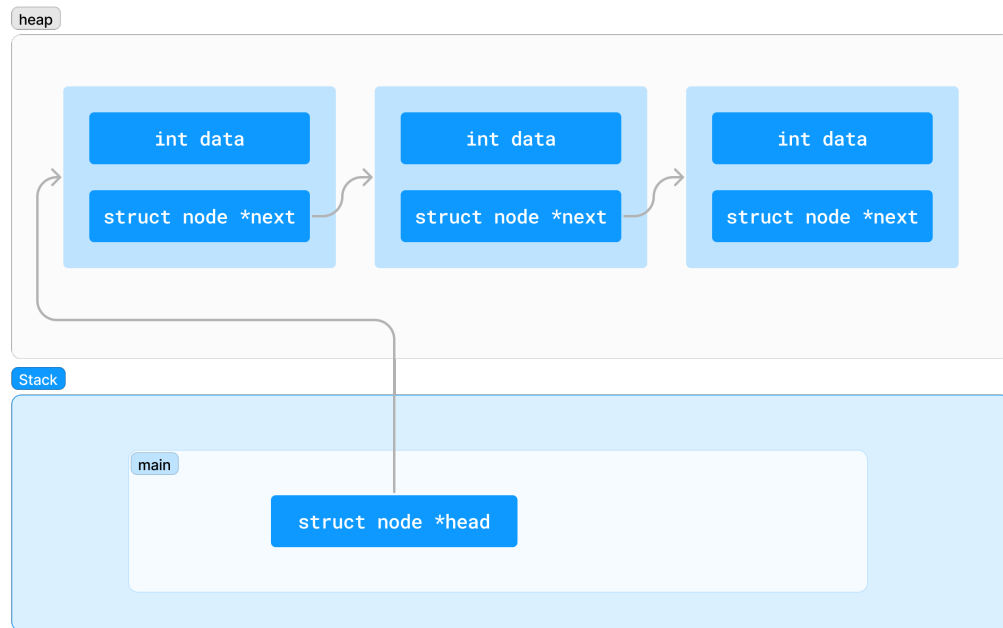 heap
int data
int data
int data
struct node *next
struct node *next
struct node *next
Stack
main
struct node *head